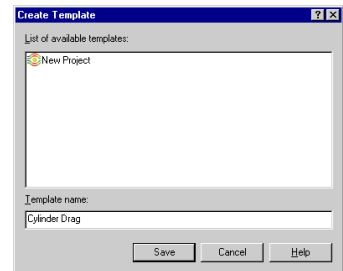 Create Template
List of available templates:
New Project
Template name:
Cylinder Drag
Save Cancel Help